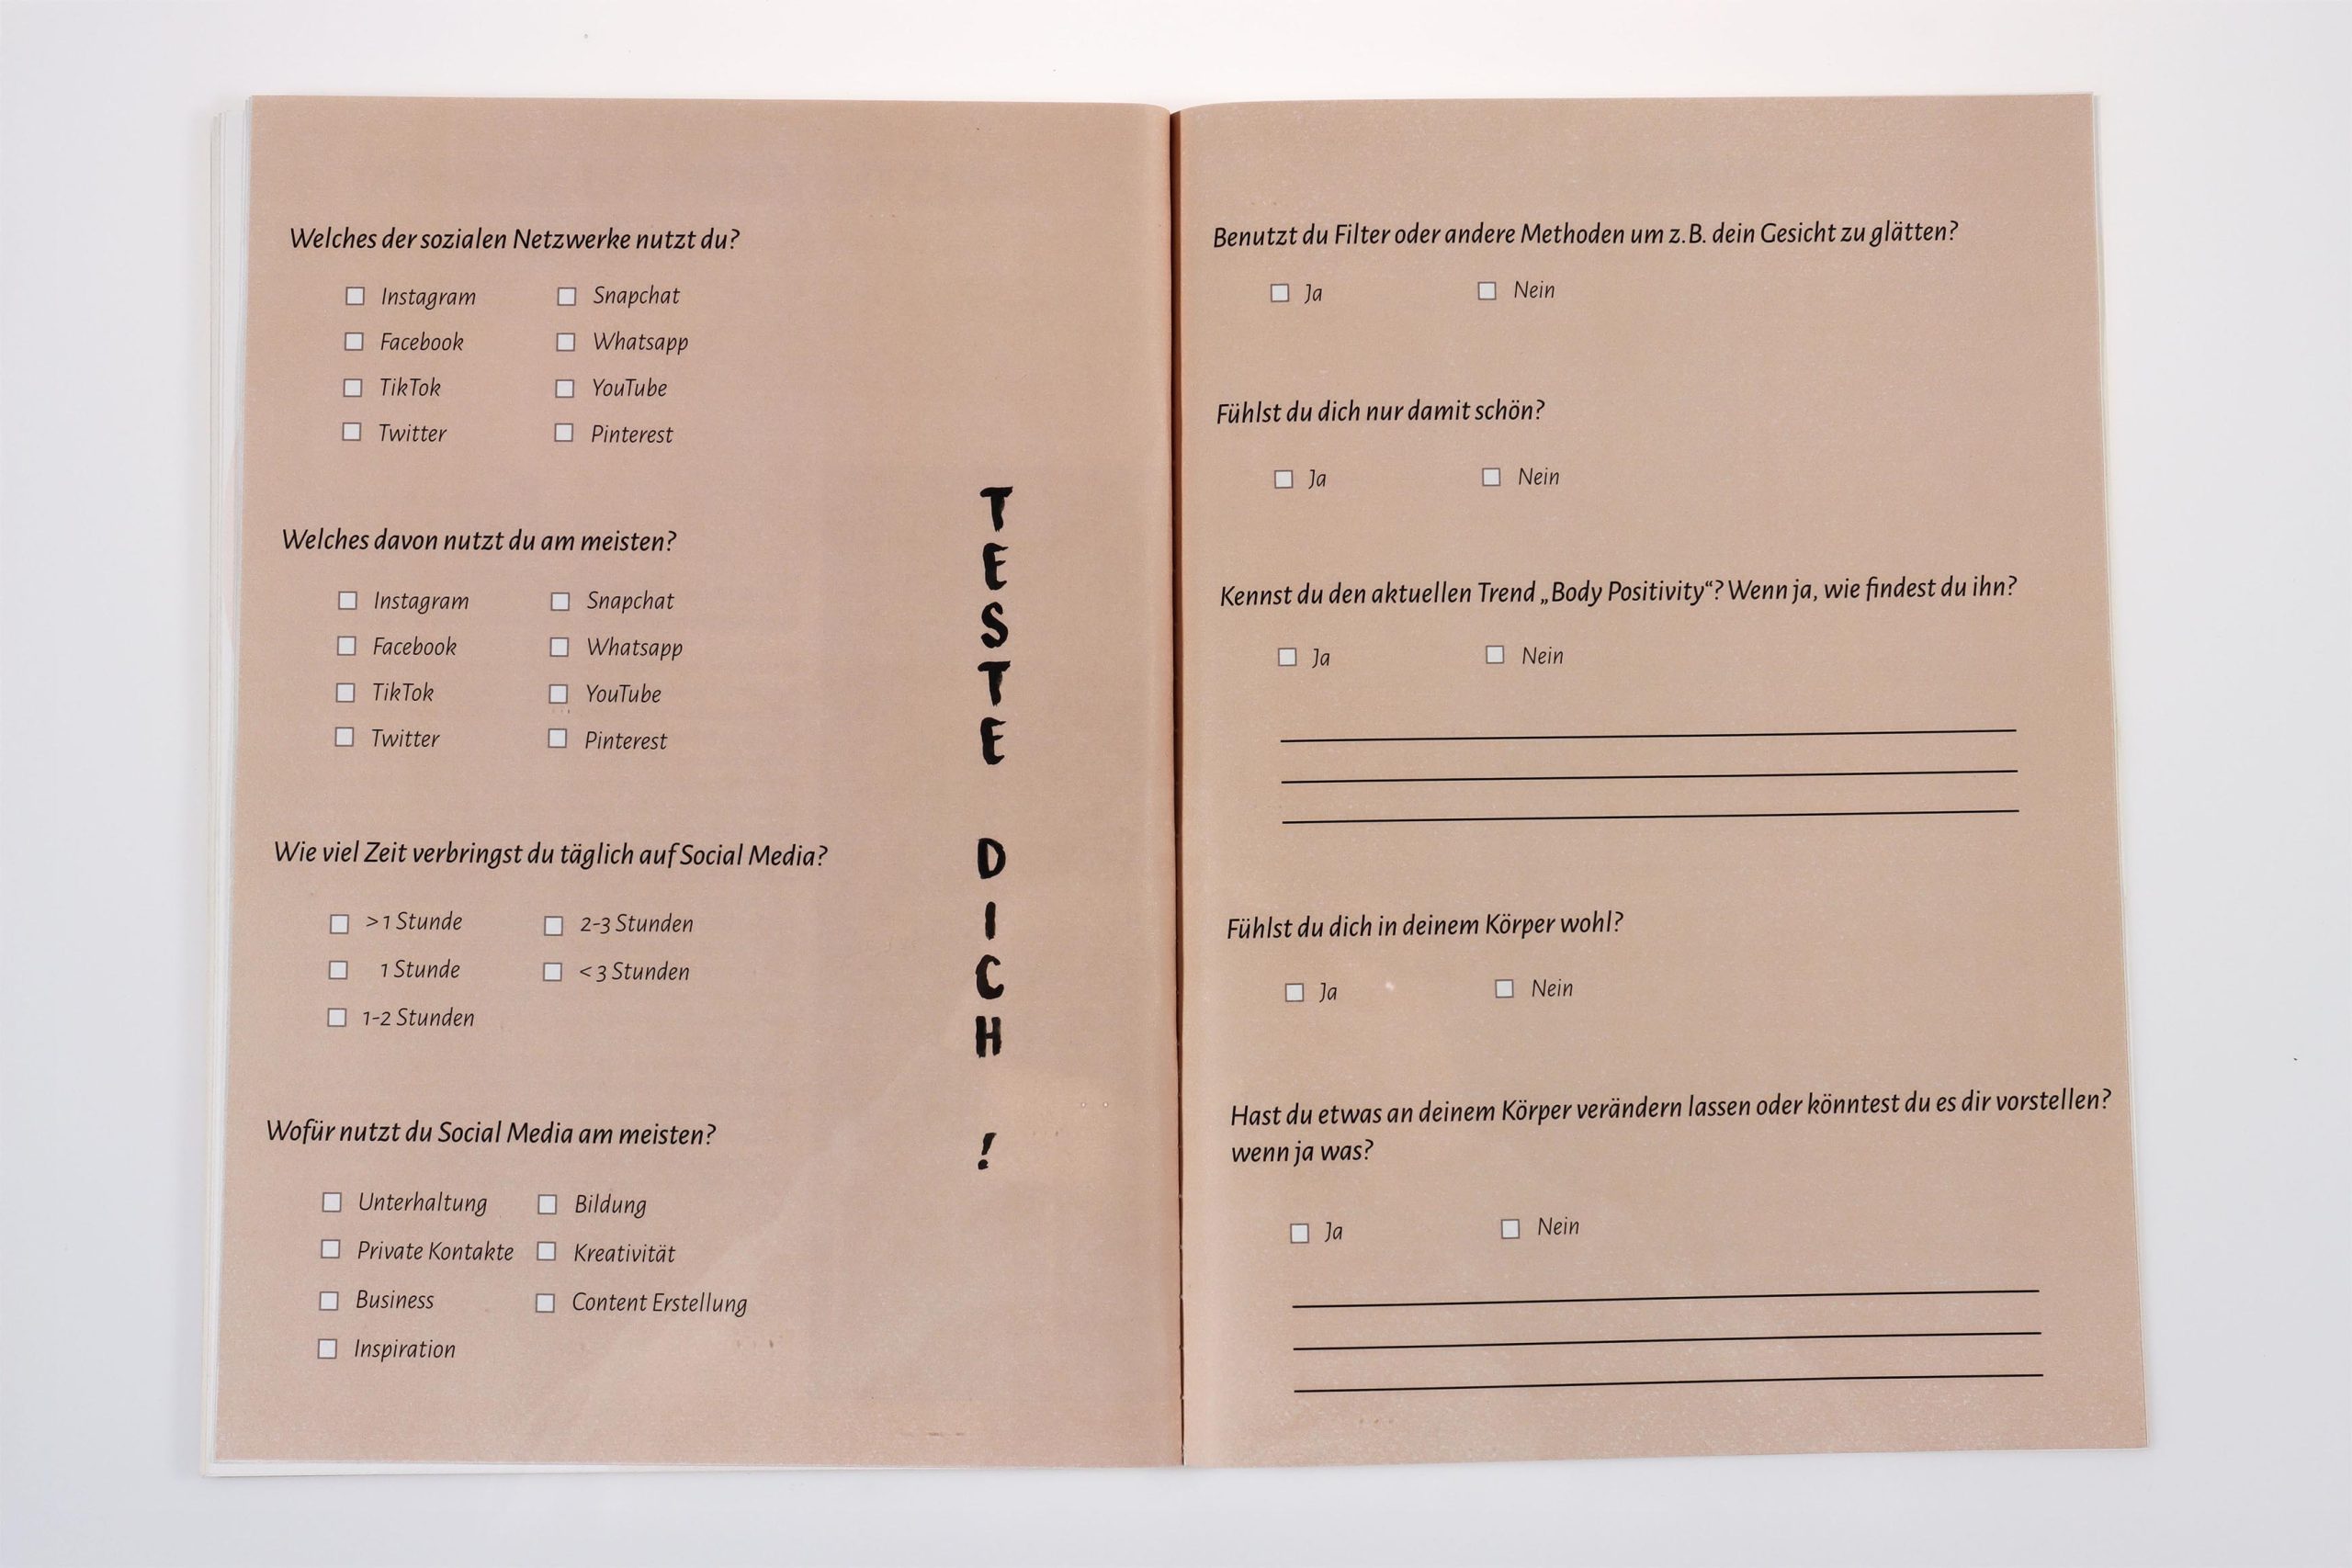 Welches der sozialen Netzwerke nutzt du?
Instagram Snapchat
Facebook Whatsapp
TikTok YouTube
Twitter Pinterest
Welches davon nutzt du am meisten?
Instagram Snapchat
Facebook Whatsapp
TikTok YouTube
Twitter Pinterest
Wie viel Zeit verbringst du täglich auf Social Media?
>1 Stunde 2-3 Stunden
1 Stunde <3 Stunden
1-2 Stunden
Wofür nutzt du Social Media am meisten?
Unterhaltung Bildung
Private Kontakte Kreativität
Business Content Erstellung
Inspiration
TESTE DICH !
Benutzt du Filter oder andere Methoden um z.B. dein Gesicht zu glätten?
Ja Nein
Fühlst du dich nur damit schön?
Ja Nein
Kennst du den aktuellen Trend „Body Positivity“? Wenn ja, wie findest du ihn?
Ja Nein
Fühlst du dich in deinem Körper wohl?
Ja Nein
Hast du etwas an deinem Körper verändern lassen oder könntest du es dir vorstellen?
wenn ja was?
Ja Nein